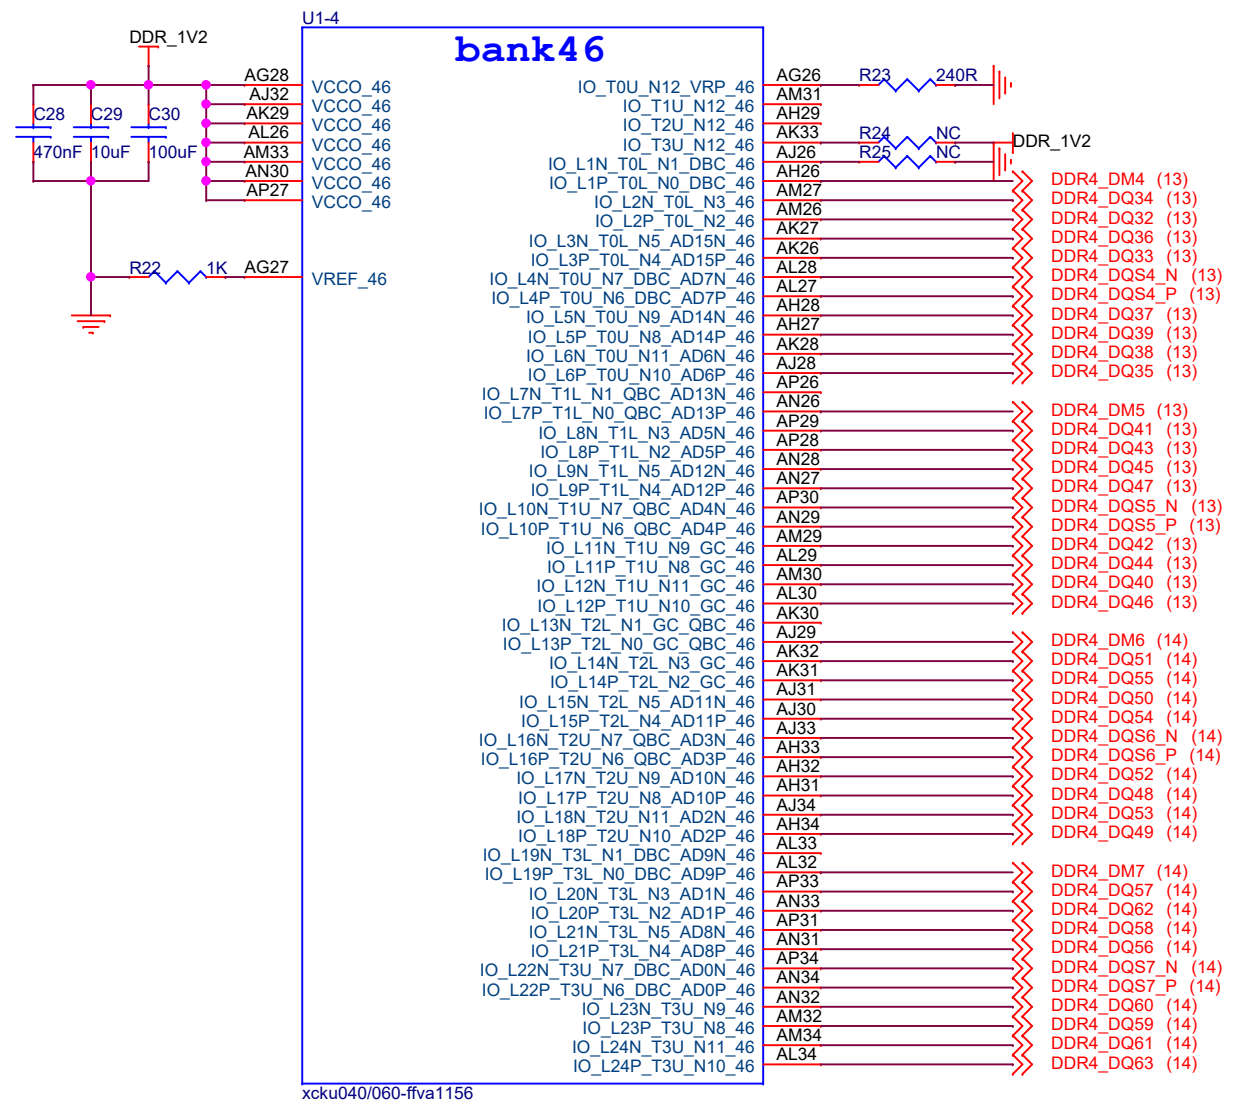 U1-4
bank46
DDR_1V2
C28
C29
C30
470nF
10uF
100uF
AG28 VCCO_46
AJ32 VCCO_46
AK29 VCCO_46
AL26 VCCO_46
AM33 VCCO_46
AN30 VCCO_46
AP27 VCCO_46
R22 1K AG27 VREF_46
IO_T0U_N12_VRP_46 AG26 R23 240R
IO_T1U_N12_46 AM31
IO_T2U_N12_46 AH29
IO_T3U_N12_46 AK33 R24 NC DDR_1V2
IO_L1N_T0L_N1_DBC_46 AJ26 R25 NC
IO_L1P_T0L_N0_DBC_46 AH26 DDR4_DM4 (13)
IO_L2N_T0L_N3_46 AM27 DDR4_DQ34 (13)
IO_L2P_T0L_N2_46 AM26 DDR4_DQ32 (13)
IO_L3N_T0L_N5_AD15N_46 AK27 DDR4_DQ36 (13)
IO_L3P_T0L_N4_AD15P_46 AK26 DDR4_DQ33 (13)
IO_L4N_T0U_N7_DBC_AD7N_46 AL28 DDR4_DQS4_N (13)
IO_L4P_T0U_N6_DBC_AD7P_46 AL27 DDR4_DQS4_P (13)
IO_L5N_T0U_N9_AD14N_46 AH28 DDR4_DQ37 (13)
IO_L5P_T0U_N8_AD14P_46 AH27 DDR4_DQ39 (13)
IO_L6N_T0U_N11_AD6N_46 AK28 DDR4_DQ38 (13)
IO_L6P_T0U_N10_AD6P_46 AJ28 DDR4_DQ35 (13)
IO_L7N_T1L_N1_QBC_AD13N_46 AP26
IO_L7P_T1L_N0_QBC_AD13P_46 AN26 DDR4_DM5 (13)
IO_L8N_T1L_N3_AD5N_46 AP29 DDR4_DQ41 (13)
IO_L8P_T1L_N2_AD5P_46 AP28 DDR4_DQ43 (13)
IO_L9N_T1L_N5_AD12N_46 AN28 DDR4_DQ45 (13)
IO_L9P_T1L_N4_AD12P_46 AN27 DDR4_DQ47 (13)
IO_L10N_T1U_N7_QBC_AD4N_46 AP30 DDR4_DQS5_N (13)
IO_L10P_T1U_N6_QBC_AD4P_46 AN29 DDR4_DQS5_P (13)
IO_L11N_T1U_N9_GC_46 AM29 DDR4_DQ42 (13)
IO_L11P_T1U_N8_GC_46 AL29 DDR4_DQ44 (13)
IO_L12N_T1U_N11_GC_46 AM30 DDR4_DQ40 (13)
IO_L12P_T1U_N10_GC_46 AL30 DDR4_DQ46 (13)
IO_L13N_T2L_N1_GC_QBC_46 AK30
IO_L13P_T2L_N0_GC_QBC_46 AJ29 DDR4_DM6 (14)
IO_L14N_T2L_N3_GC_46 AK32 DDR4_DQ51 (14)
IO_L14P_T2L_N2_GC_46 AK31 DDR4_DQ55 (14)
IO_L15N_T2L_N5_AD11N_46 AJ31 DDR4_DQ50 (14)
IO_L15P_T2L_N4_AD11P_46 AJ30 DDR4_DQ54 (14)
IO_L16N_T2U_N7_QBC_AD3N_46 AJ33 DDR4_DQS6_N (14)
IO_L16P_T2U_N6_QBC_AD3P_46 AH33 DDR4_DQS6_P (14)
IO_L17N_T2U_N9_AD10N_46 AH32 DDR4_DQ52 (14)
IO_L17P_T2U_N8_AD10P_46 AH31 DDR4_DQ48 (14)
IO_L18N_T2U_N11_AD2N_46 AJ34 DDR4_DQ53 (14)
IO_L18P_T2U_N10_AD2P_46 AH34 DDR4_DQ49 (14)
IO_L19N_T3L_N1_DBC_AD9N_46 AL33
IO_L19P_T3L_N0_DBC_AD9P_46 AL32 DDR4_DM7 (14)
IO_L20N_T3L_N3_AD1N_46 AP33 DDR4_DQ57 (14)
IO_L20P_T3L_N2_AD1P_46 AN33 DDR4_DQ62 (14)
IO_L21N_T3L_N5_AD8N_46 AP31 DDR4_DQ58 (14)
IO_L21P_T3L_N4_AD8P_46 AN31 DDR4_DQ56 (14)
IO_L22N_T3U_N7_DBC_AD0N_46 AP34 DDR4_DQS7_N (14)
IO_L22P_T3U_N6_DBC_AD0P_46 AN34 DDR4_DQS7_P (14)
IO_L23N_T3U_N9_46 AN32 DDR4_DQ60 (14)
IO_L23P_T3U_N8_46 AM32 DDR4_DQ59 (14)
IO_L24N_T3U_N11_46 AM34 DDR4_DQ61 (14)
IO_L24P_T3U_N10_46 AL34 DDR4_DQ63 (14)
xcku040/060-ffva1156